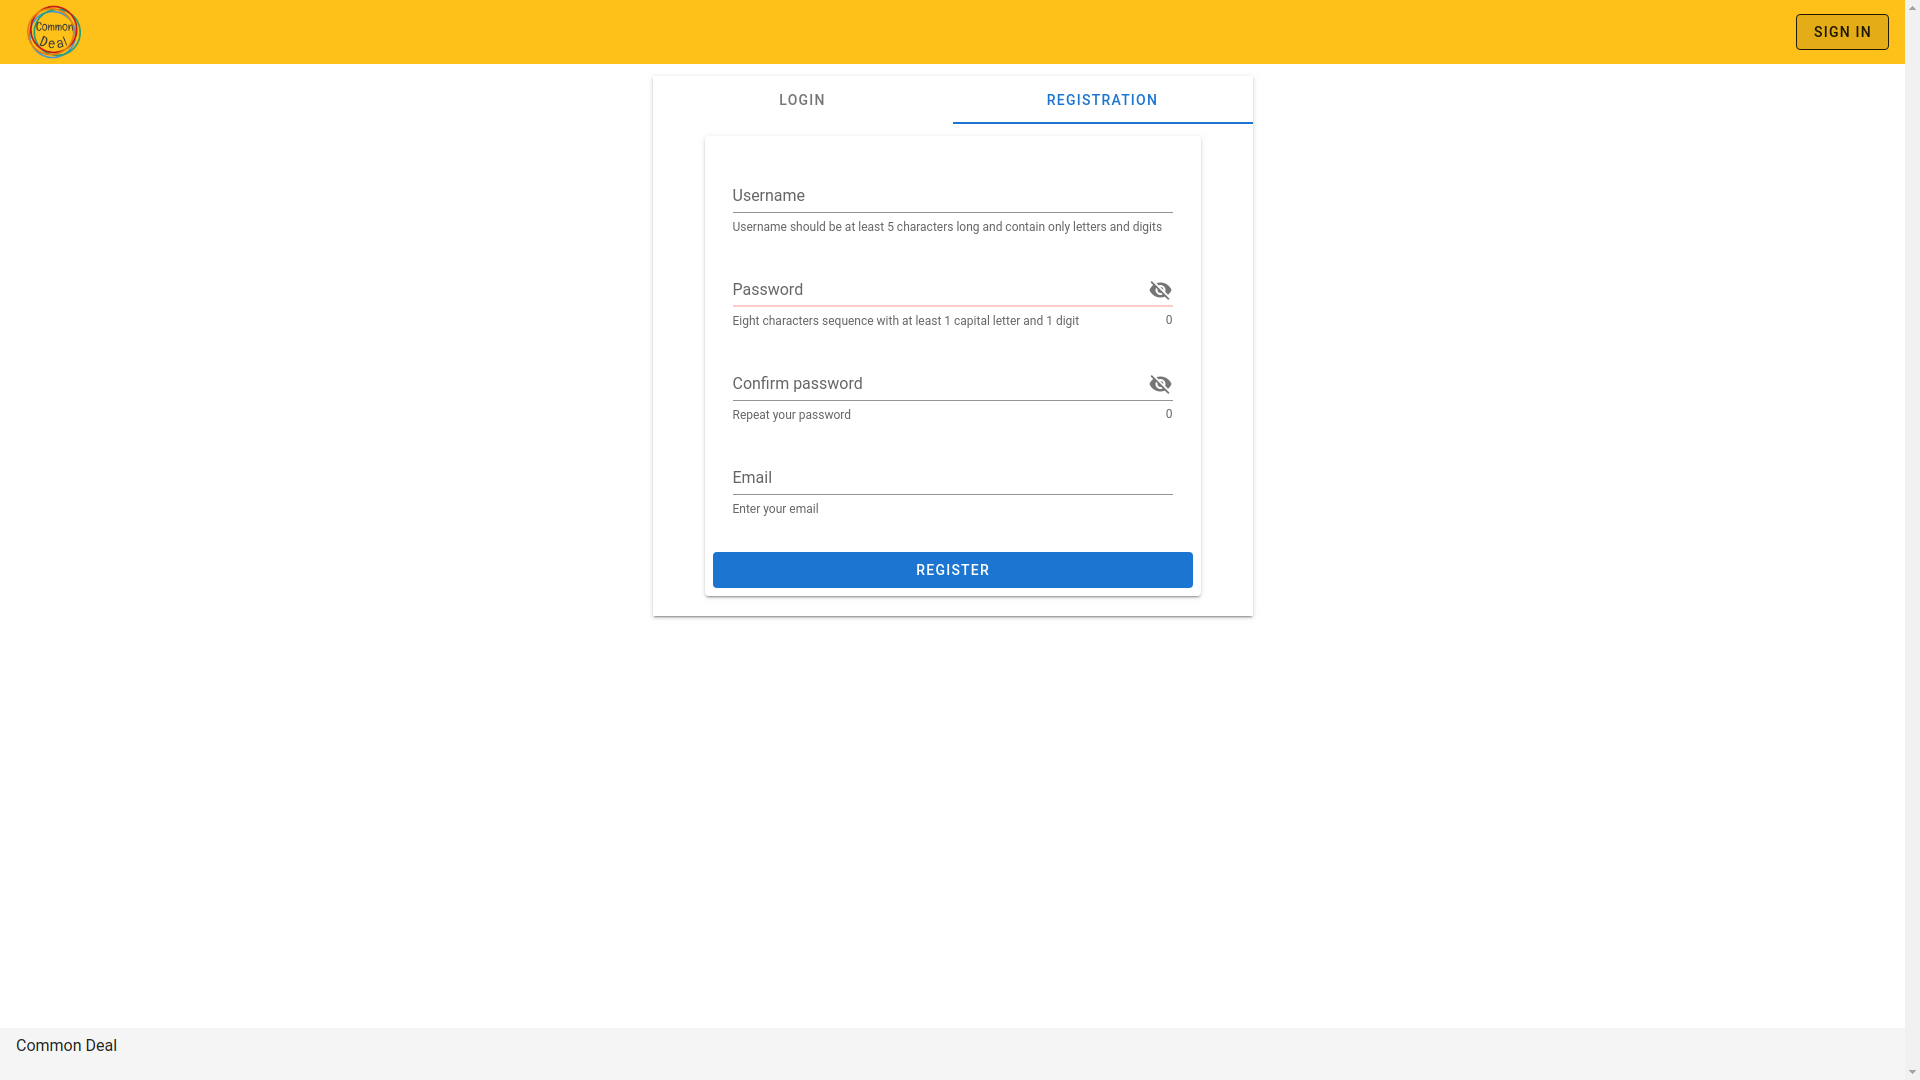 Common
Deal
SIGN IN
LOGIN
REGISTRATION
Username
Username should be at least 5 characters long and contain only letters and digits
Password
Eight characters sequence with at least 1 capital letter and 1 digit
0
Confirm password
Repeat your password
0
Email
Enter your email
REGISTER
Common Deal